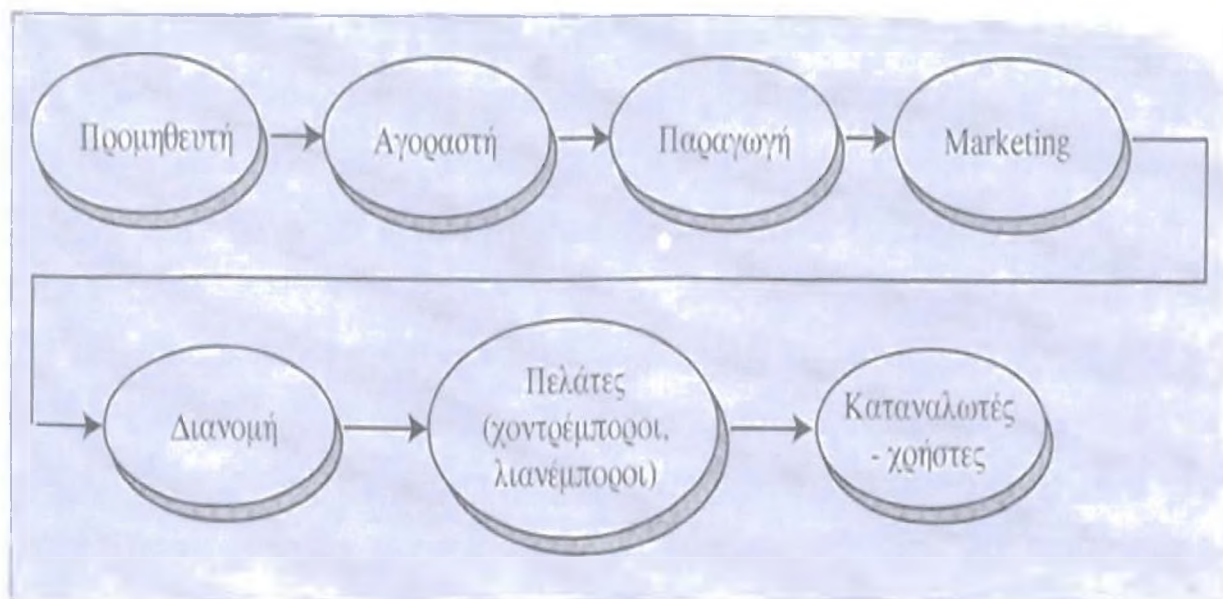 Προμηθευτή
Αγοραστή
Παραγωγή
Marketing
Διανομή
Πελάτες
(χοντρέμποροι,
λιανέμποροι)
Καταναλωτές
- χρήστες